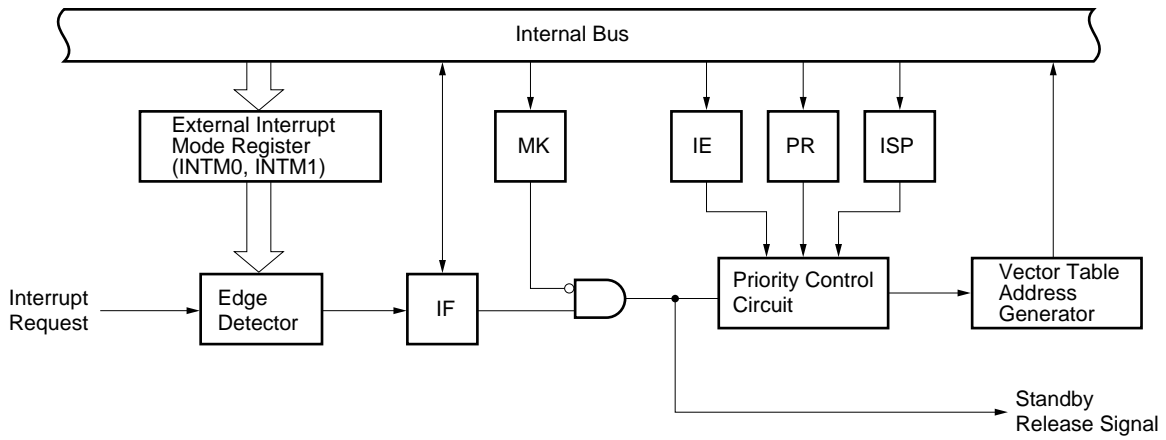 Internal Bus
External Interrupt
Mode Register
(INTM0, INTM1)
MK
IE
PR
ISP
Interrupt
Request
Edge
Detector
IF
Priority Control
Circuit
Vector Table
Address
Generator
Standby
Release Signal